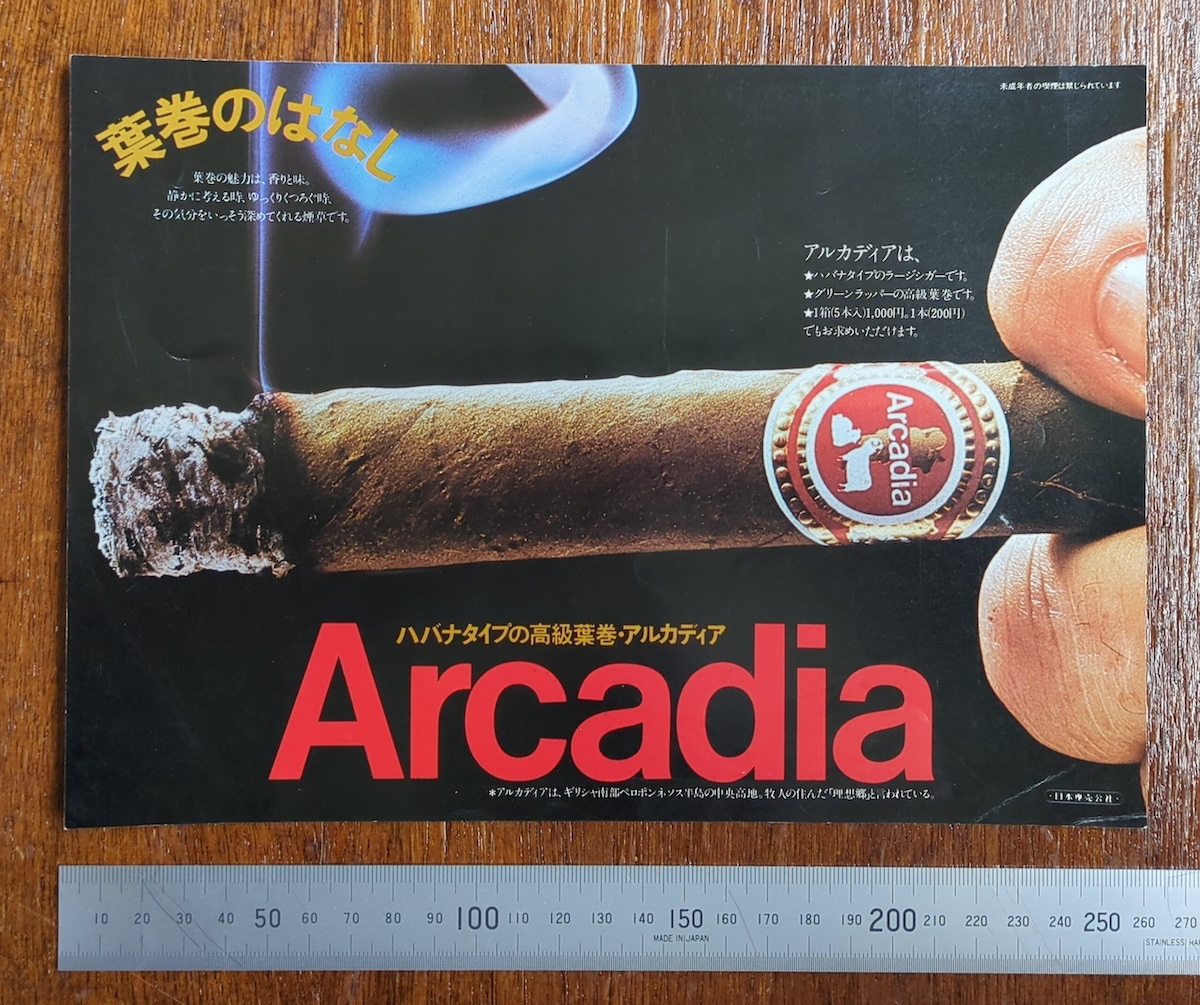 未成年者の喫煙は禁じられています
葉巻のはなし
葉巻の魅力は、香りと味。
静かに考える時、ゆっくりくつろぐ時、
その気分をいっそう深めてくれる煙草です。
アルカディアは、
★ハバナタイプのラージシガーです。
★グリーンラッパーの高級葉巻です。
★1箱(5本入)1,000円。1本(200円)
でもお求めいただけます。
Arcadia
ハバナタイプの高級葉巻・アルカディア
Arcadia
*アルカディアは、ギリシャ南部ペロポンネソス半島の中央高地。牧人の住んだ「理想郷」と言われている。
・日本専売公社・
10 20 30 40 50 60 70 80 90 100 110 120 130 140 150 160 170 180 190 200 210 220 230 240 250 260 270
MADE IN JAPAN
STAINLESS HA